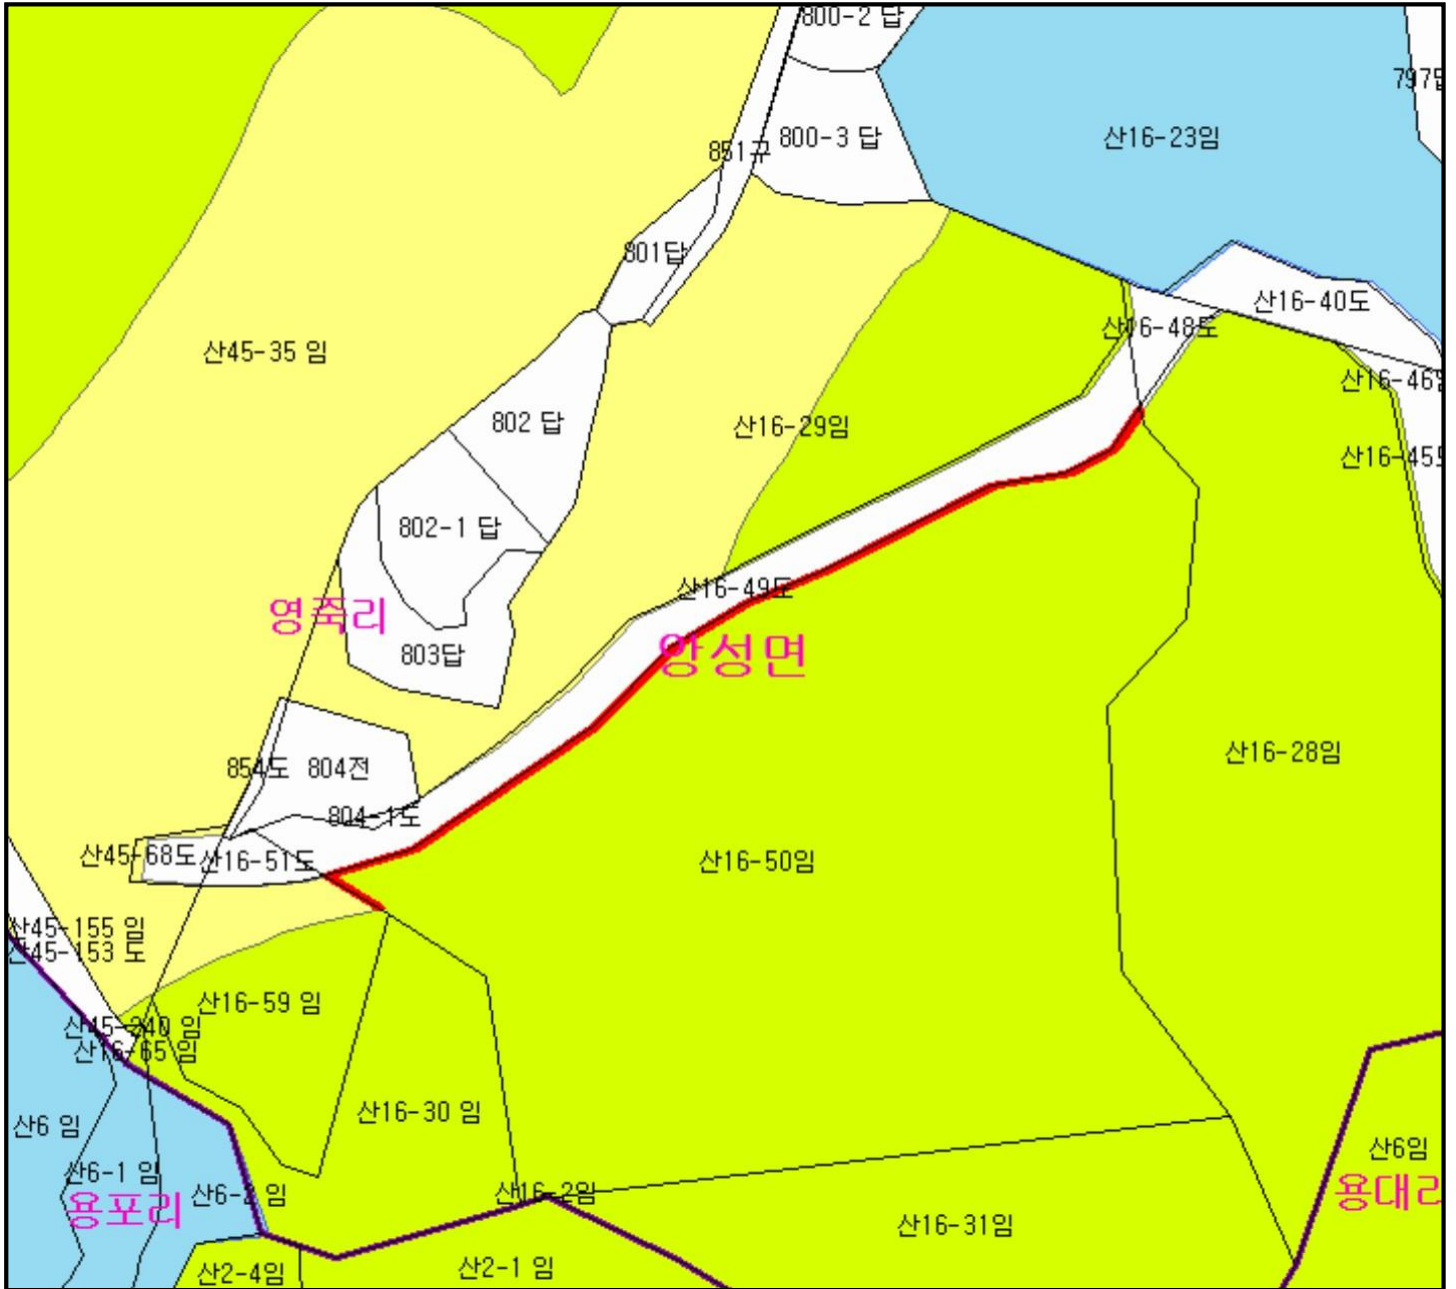 800-2 답
797답
851구
800-3 답
산16-23임
801답
산16-40도
산16-48도
산45-35 임
산16-46임
802 답
산16-29임
산16-45도
802-1 답
산16-49도
영죽리
803답
앙성면
산16-28임
854도
804전
804-1도
산45-68도
산16-51도
산16-50임
산45-155 임
산45-153 도
산16-59 임
산45-240 임
산16-65 임
산16-30 임
산6 임
산6임
산6-1 임
산6-2 임
산16-2임
용대리
용포리
산16-31임
산2-4임
산2-1 임